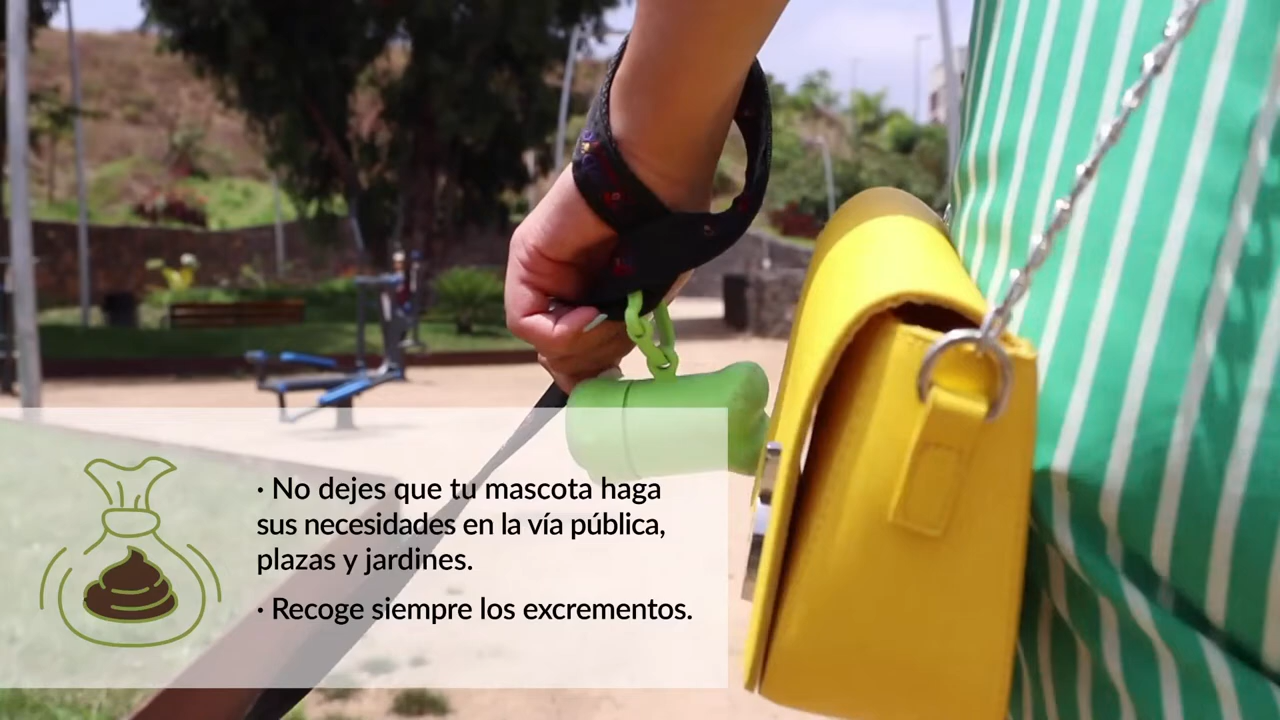 · No dejes que tu mascota haga
sus necesidades en la vía pública,
plazas y jardines.
· Recoge siempre los excrementos.